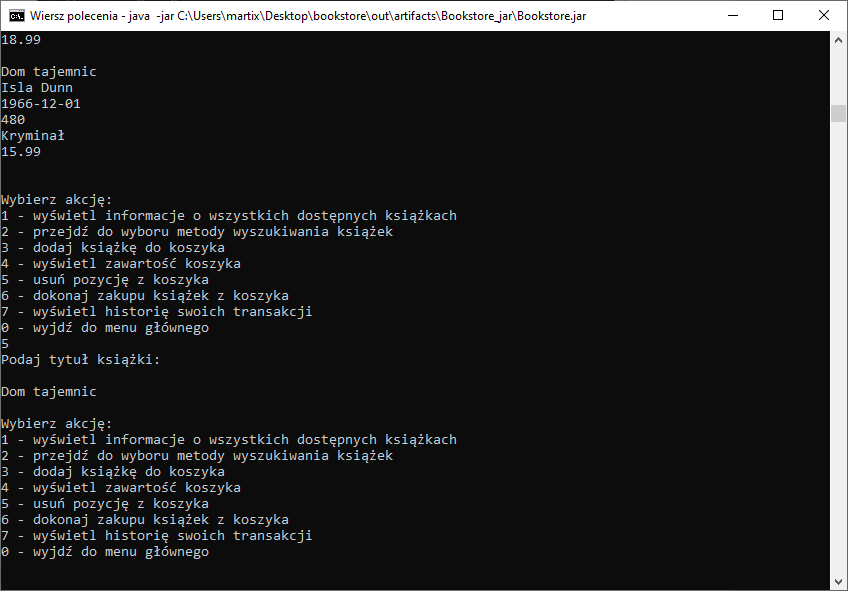 Wiersz polecenia - java  -jar C:\Users\martix\Desktop\bookstore\out\artifacts\Bookstore_jar\Bookstore.jar
18.99
Dom tajemnic
Isla Dunn
1966-12-01
480
Kryminał
15.99
Wybierz akcję:
1 - wyświetl informacje o wszystkich dostępnych książkach
2 - przejdź do wyboru metody wyszukiwania książek
3 - dodaj książkę do koszyka
4 - wyświetl zawartość koszyka
5 - usuń pozycję z koszyka
6 - dokonaj zakupu książek z koszyka
7 - wyświetl historię swoich transakcji
0 - wyjdź do menu głównego
5
Podaj tytuł książki:
Dom tajemnic
Wybierz akcję:
1 - wyświetl informacje o wszystkich dostępnych książkach
2 - przejdź do wyboru metody wyszukiwania książek
3 - dodaj książkę do koszyka
4 - wyświetl zawartość koszyka
5 - usuń pozycję z koszyka
6 - dokonaj zakupu książek z koszyka
7 - wyświetl historię swoich transakcji
0 - wyjdź do menu głównego